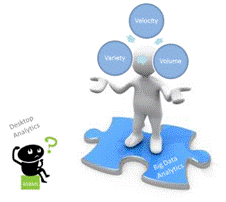 Velocity
Variety
Volume
Desktop
Analytics
Big Data
Analytics